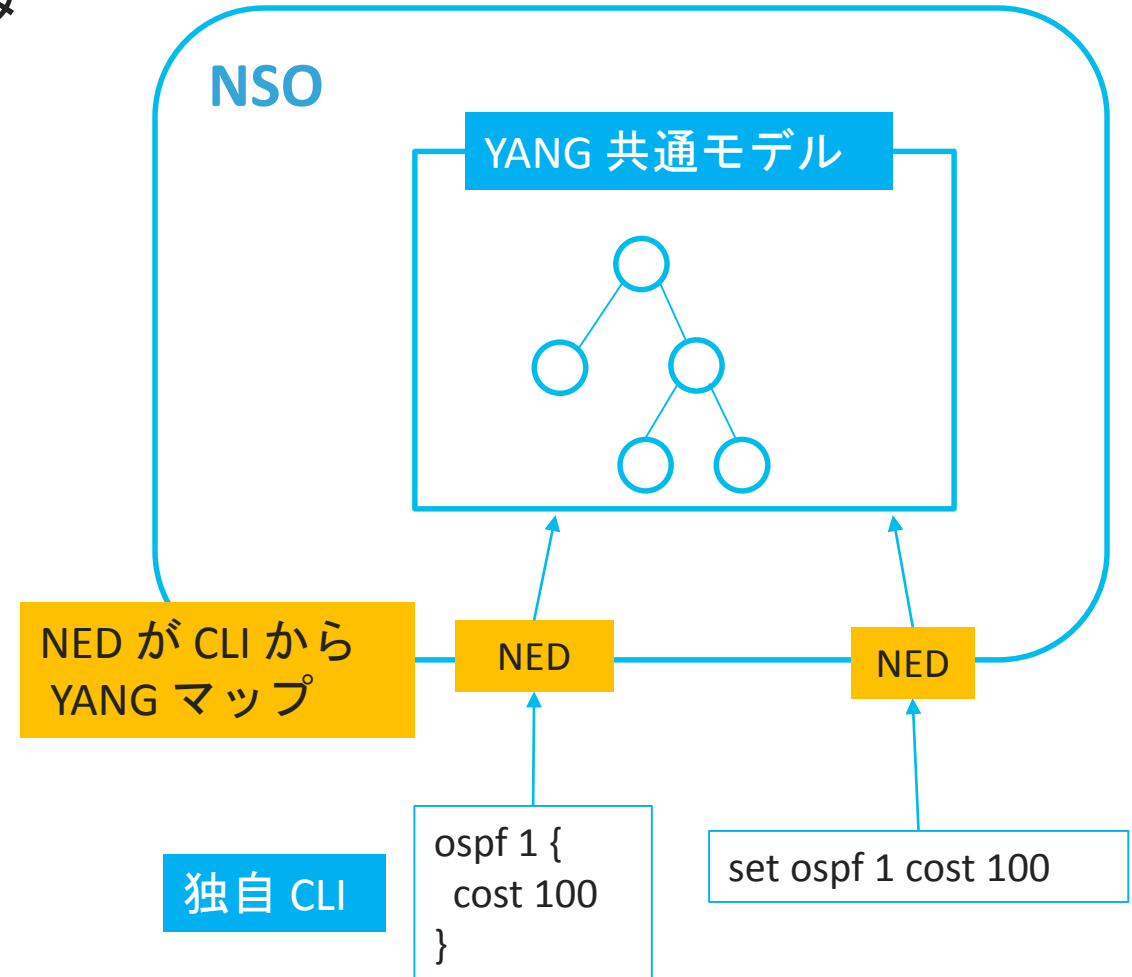 NSO
YANG 共通モデル
NED が CLI から
YANG マップ
NED
NED
独自 CLI
ospf 1 {
cost 100
}
set ospf 1 cost 100